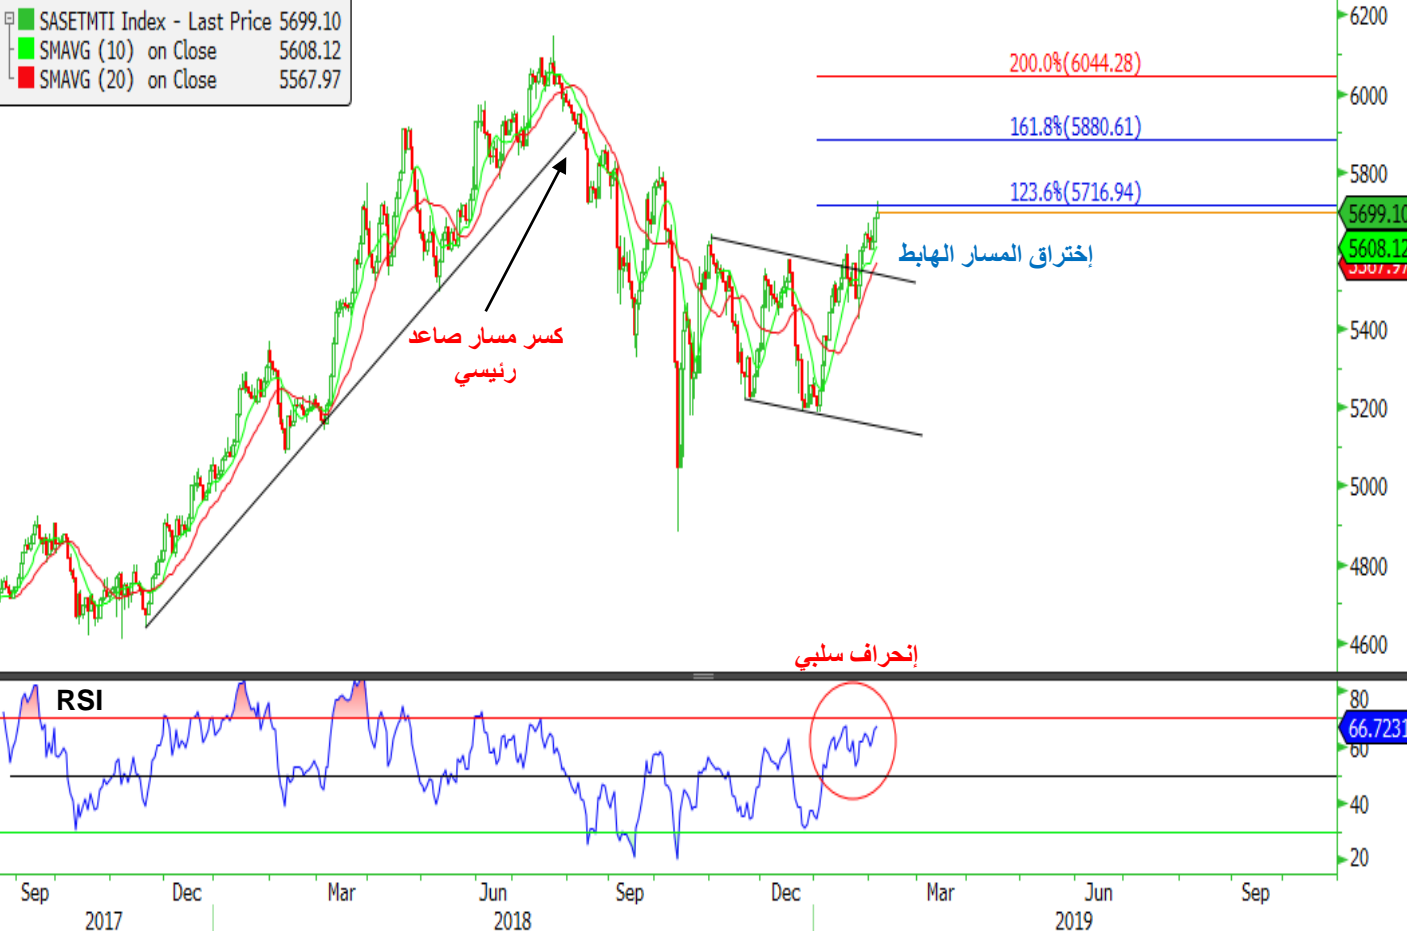 SASETMTI Index - Last Price 5699.10
SMAVG (10) on Close 5608.12
SMAVG (20) on Close 5567.97
6200
200.0%(6044.28)
6000
161.8%(5880.61)
5800
123.6%(5716.94)
5699.10
5608.12
5567.97
إختراق المسار الهابط
كسر مسار صاعد
رئيسي
5400
5200
5000
4800
4600
إنحراف سلبي
RSI
80
66.7231
60
40
20
Sep Dec Mar Jun Sep Dec Mar Jun Sep
2017 2018 2019